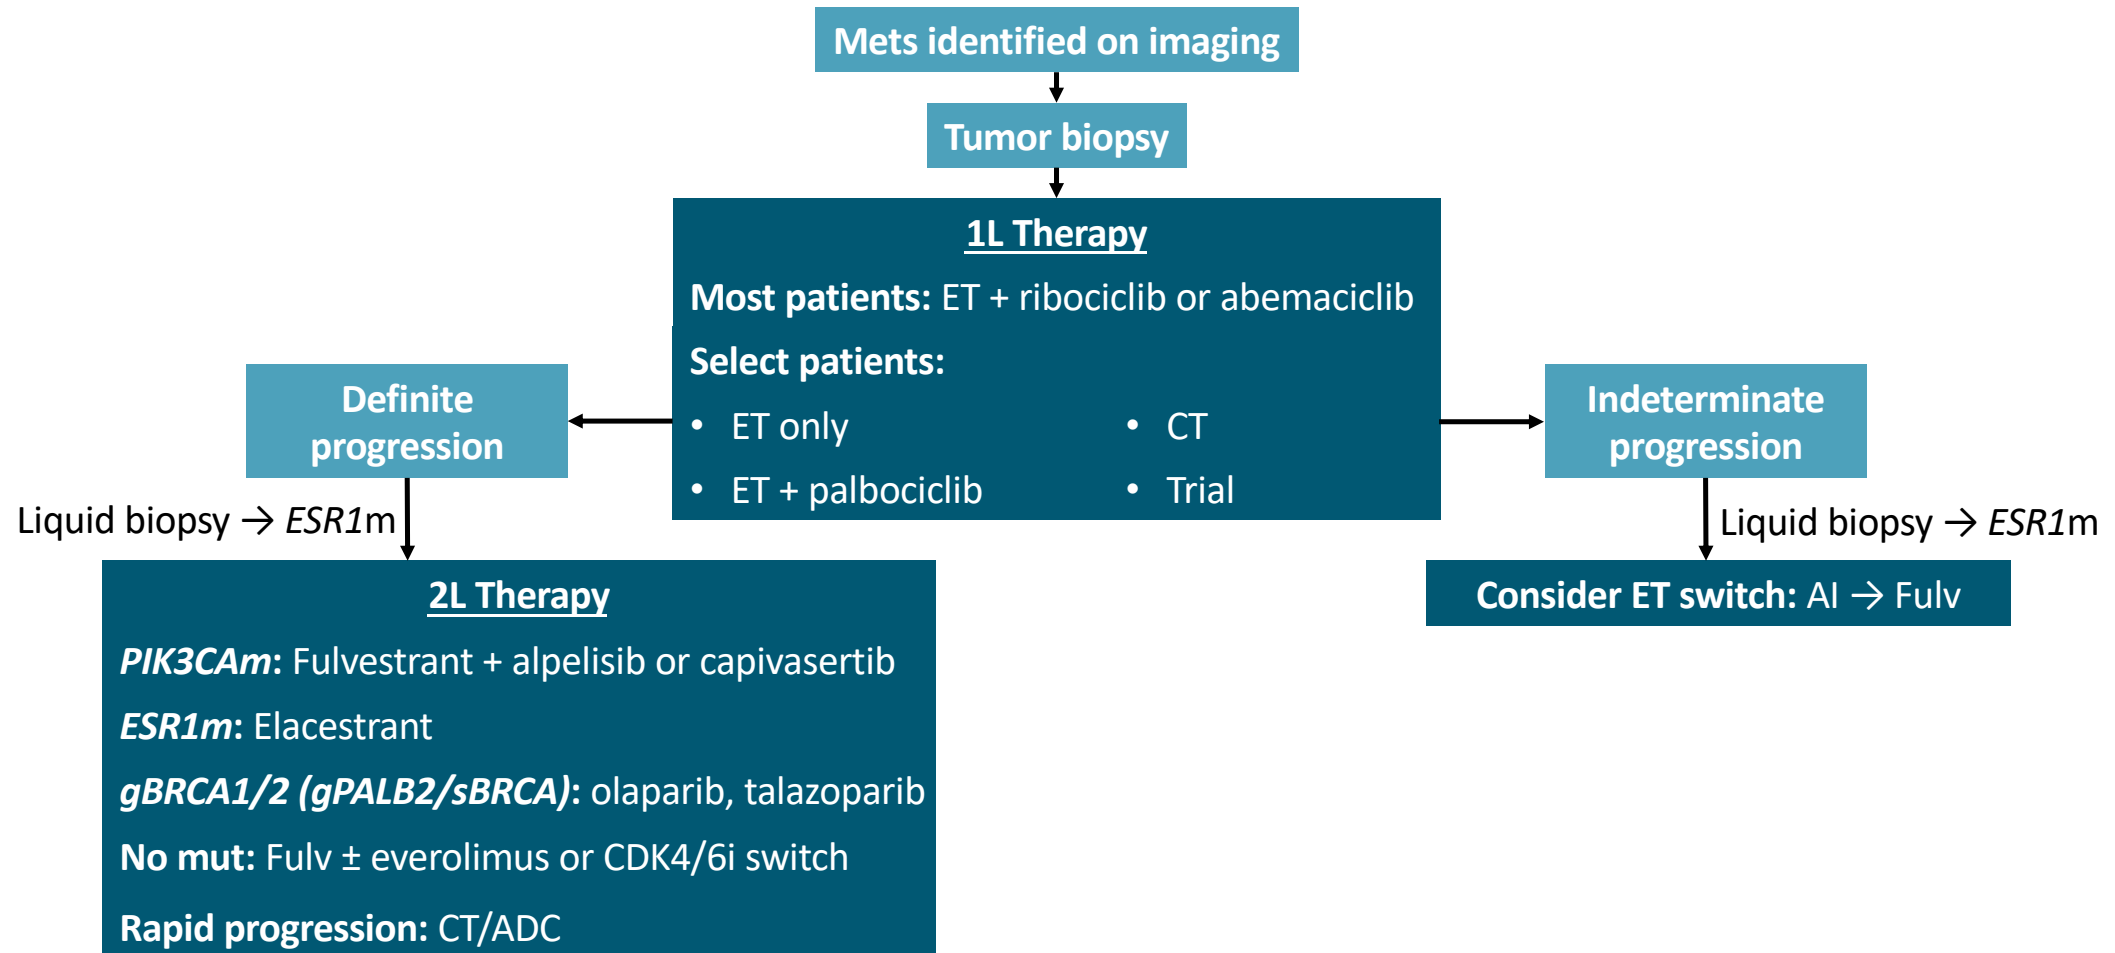 Mets identified on imaging
Tumor biopsy
1L Therapy
Most patients: ET + ribociclib or abemaciclib
Select patients:
• ET only
• ET + palbociclib
• CT
• Trial
Definite
progression
Liquid biopsy → ESR1m
2L Therapy
PIK3CAm: Fulvestrant + alpelisib or capivasertib
ESR1m: Elacestrant
gBRCA1/2 (gPALB2/sBRCA): olaparib, talazoparib
No mut: Fulv ± everolimus or CDK4/6i switch
Rapid progression: CT/ADC
Indeterminate
progression
Liquid biopsy → ESR1m
Consider ET switch: AI → Fulv